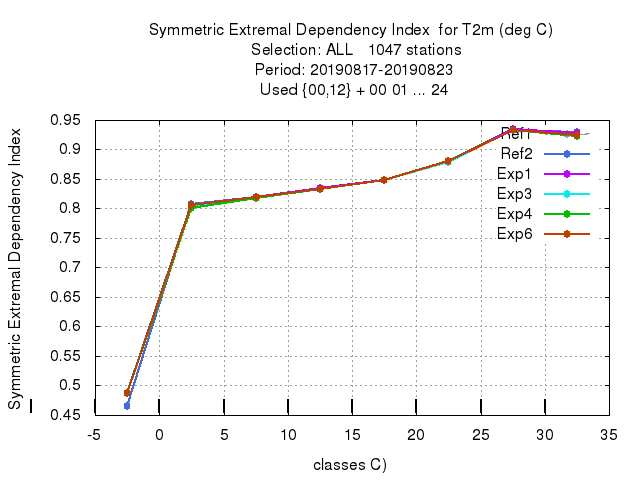 Symmetric Extremal Dependency Index for T2m (deg C)
Selection: ALL 1047 stations
Period: 20190817-20190823
Used {00,12} + 00 01 ... 24
Symmetric Extremal Dependency Index
0.95
0.9
0.85
0.8
0.75
0.7
0.65
0.6
0.55
0.5
0.45
Ref1
Ref2
Exp1
Exp3
Exp4
Exp6
-5 0 5 10 15 20 25 30 35
classes C)